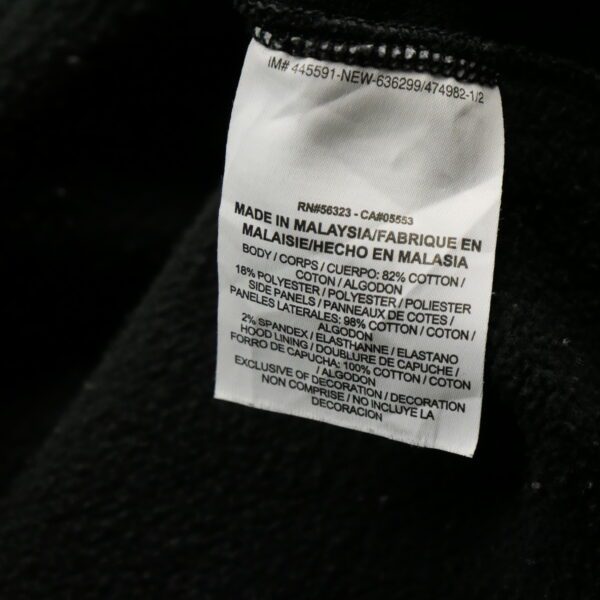 IM# 445591-NEW-636299/474982-1/2
RN#56323 - CA#05553
MADE IN MALAYSIA/FABRIQUE EN
MALAISIE/HECHO EN MALASIA
BODY / CORPS / CUERPO: 82% COTTON /
COTON / ALGODON
18% POLYESTER / POLYESTER / POLIESTER
SIDE PANELS / PANNEAUX DE COTES /
PANELES LATERALES: 98% COTTON / COTON /
ALGODON
2% SPANDEX / ELASTHANNE / ELASTANO
HOOD LINING / DOUBLURE DE CAPUCHE /
FORRO DE CAPUCHA: 100% COTTON / COTON
/ ALGODON
EXCLUSIVE OF DECORATION / DECORATION
NON COMPRISE / NO INCLUYE LA
DECORACION